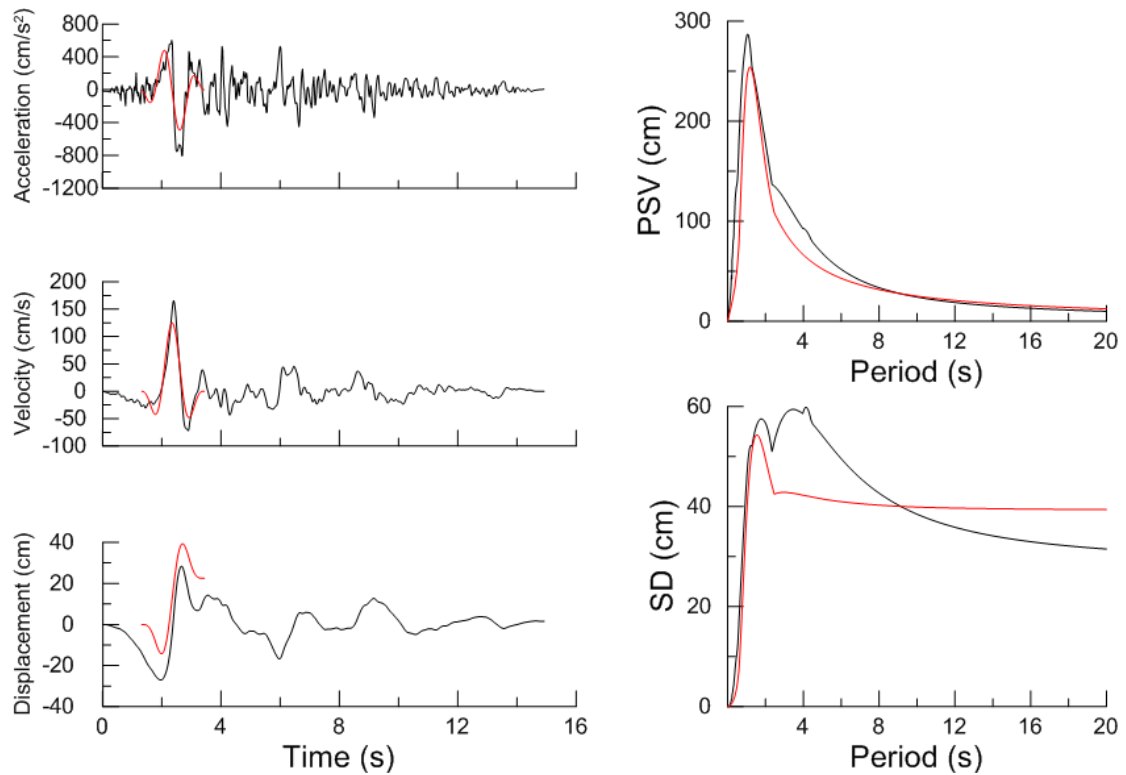 Acceleration (cm/s²)
800
400
0
-400
-800
-1200
Velocity (cm/s)
200
150
100
50
0
-50
-100
Displacement (cm)
40
20
0
-20
-40
0 4 8 12 16
Time (s)
PSV (cm)
300
200
100
0
4 8 12 16 20
Period (s)
SD (cm)
60
40
20
0
4 8 12 16 20
Period (s)